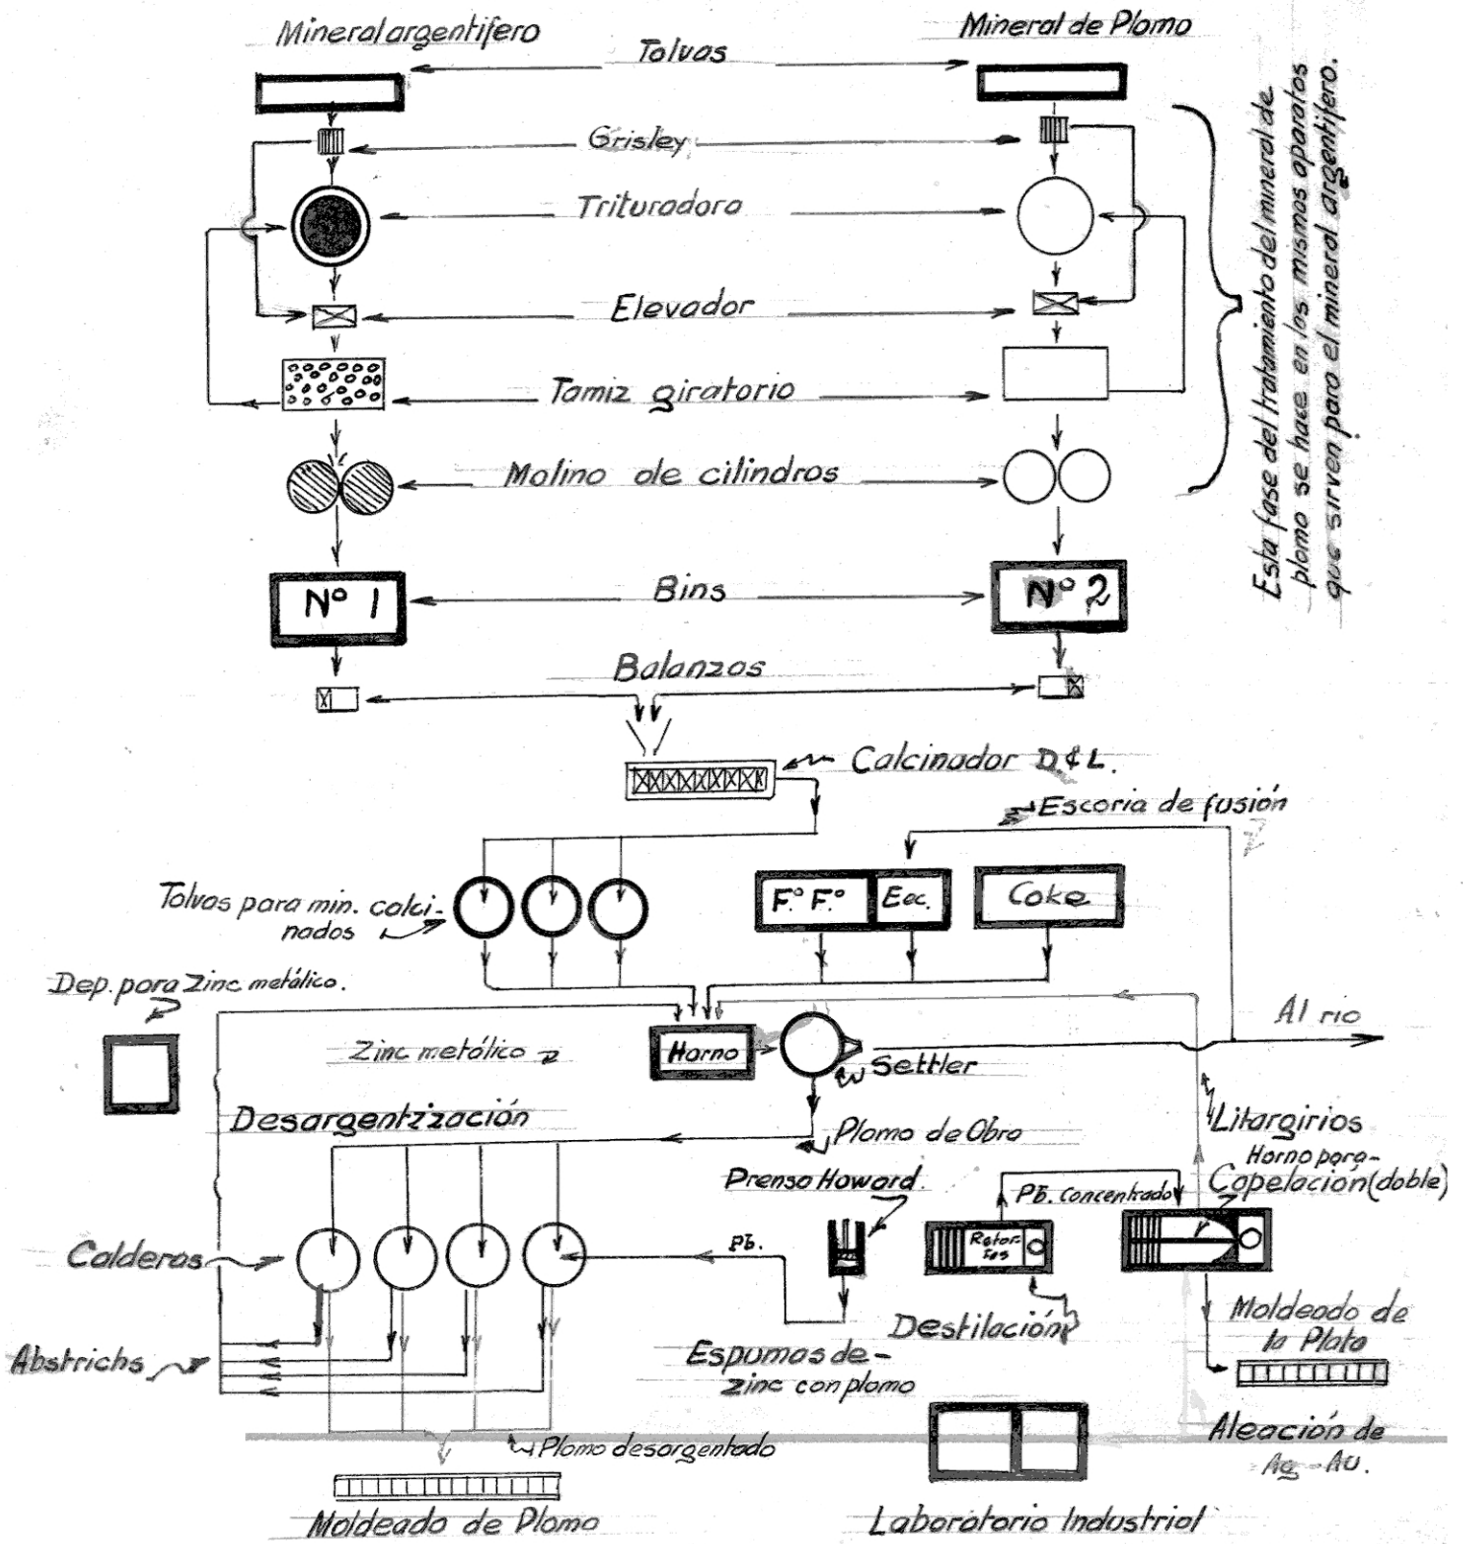 Mineral argentífero
Mineral de Plomo
Tolvas
Grisley
Trituradora
Elevador
Tamiz giratorio
Molino de cilindros
Esta fase del tratamiento del mineral de
plomo se hace en los mismos aparatos
que sirven para el mineral argentífero.
Nº 1
Bins
Nº 2
Balanzas
Calcinador D.&L.
Escoria de fusión
Tolvas para min. calci-
nados
F.º F.º
Esc.
Coke
Dep. para Zinc metálico.
Zinc metálico
Horno
Settler
Al rio
Desargentización
Plomo de Obra
Litargirios
Horno para-
Copelación (doble)
Prensa Howard.
Pb. Concentrado
Calderas
Pb.
Retor-
tas
Destilación
Moldeado de
la Plata
Abstrichs
Espumas de-
zinc con plomo
Aleación de
Ag - Au.
Plomo desargentado
Moldeado de Plomo
Laboratorio Industrial